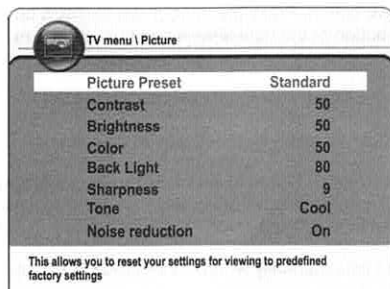 TV menu \ Picture
Picture Preset Standard
Contrast 50
Brightness 50
Color 50
Back Light 80
Sharpness 9
Tone Cool
Noise reduction On
This allows you to reset your settings for viewing to predefined
factory settings